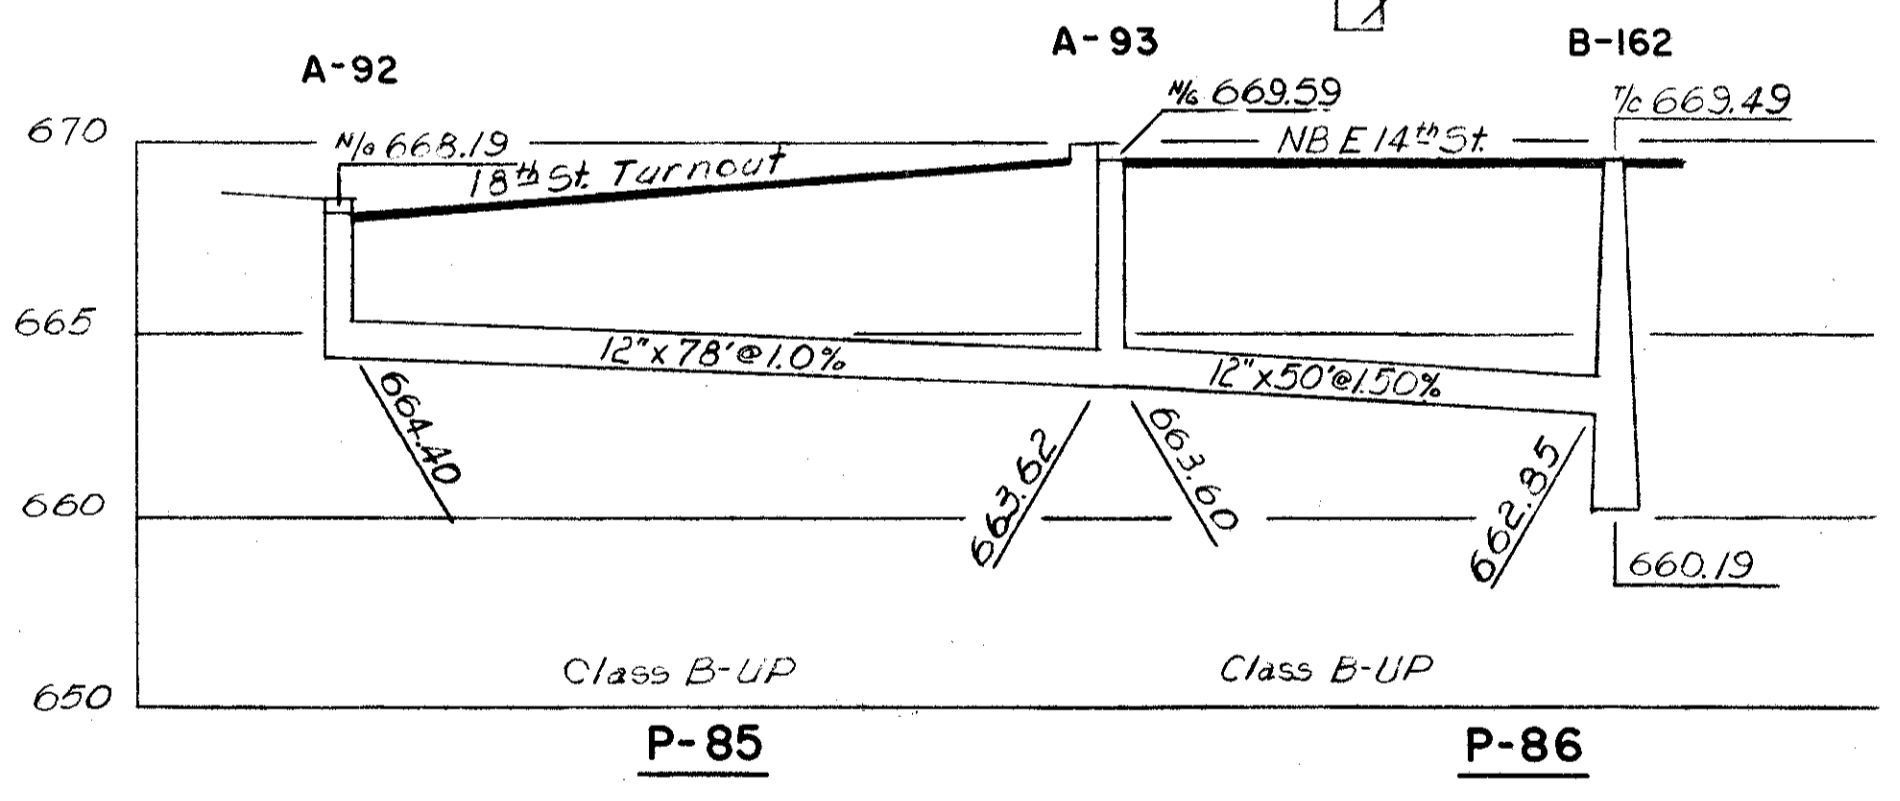 A-92
A-93
B-162
N/G 669.59
T/C 669.49
670
N/G 668.19
NB E 14th St.
18th St. Turnout
665
12"x78'@1.0%
12"x50'@1.50%
664.40
663.62
663.60
662.85
660
660.19
Class B-UP
Class B-UP
650
P-85
P-86